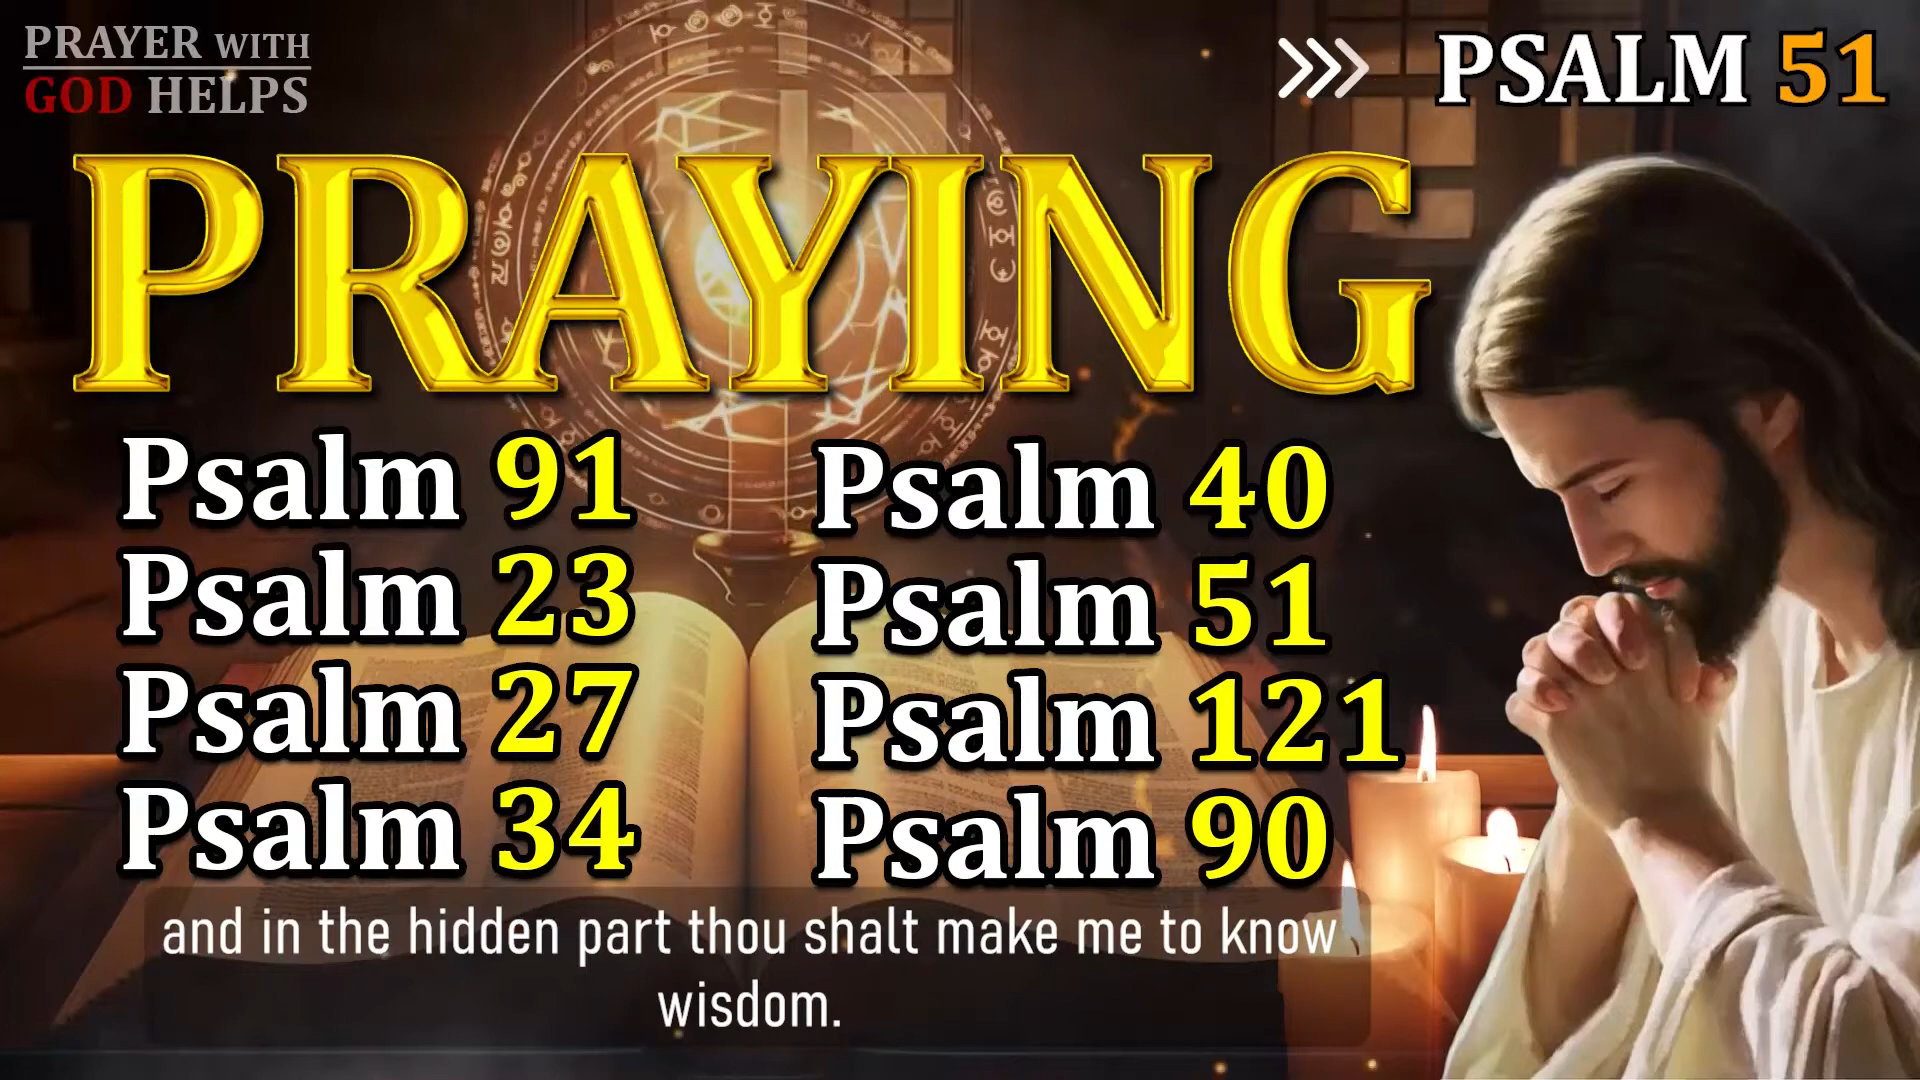 PRAYER WITH
GOD HELPS
PSALM 51
PRAYING
Psalm 91
Psalm 23
Psalm 27
Psalm 34
Psalm 40
Psalm 51
Psalm 121
Psalm 90
and in the hidden part thou shalt make me to know
wisdom.